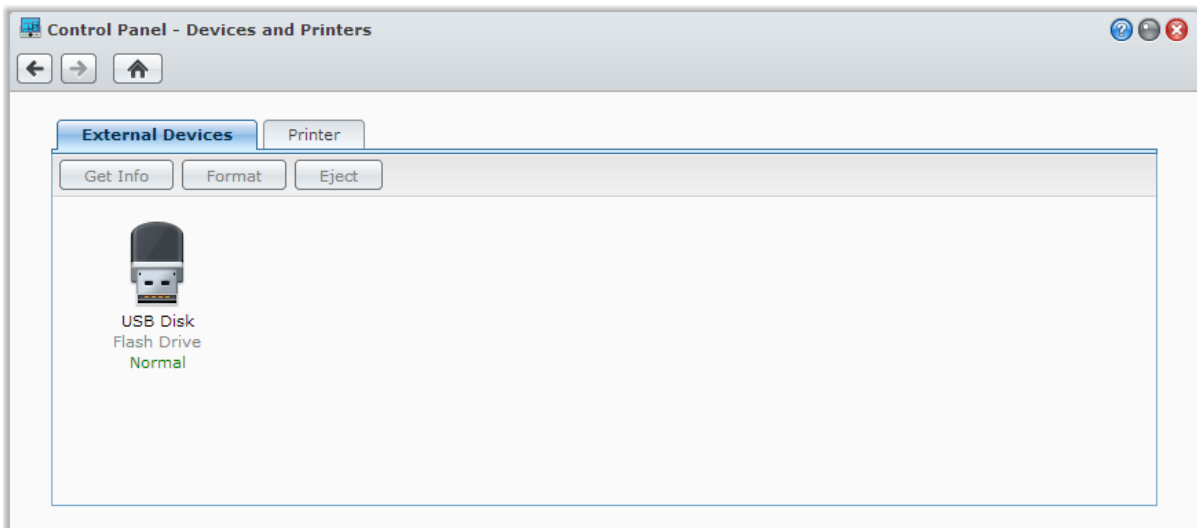 Control Panel - Devices and Printers
External Devices Printer
Get Info Format Eject
USB Disk
Flash Drive
Normal